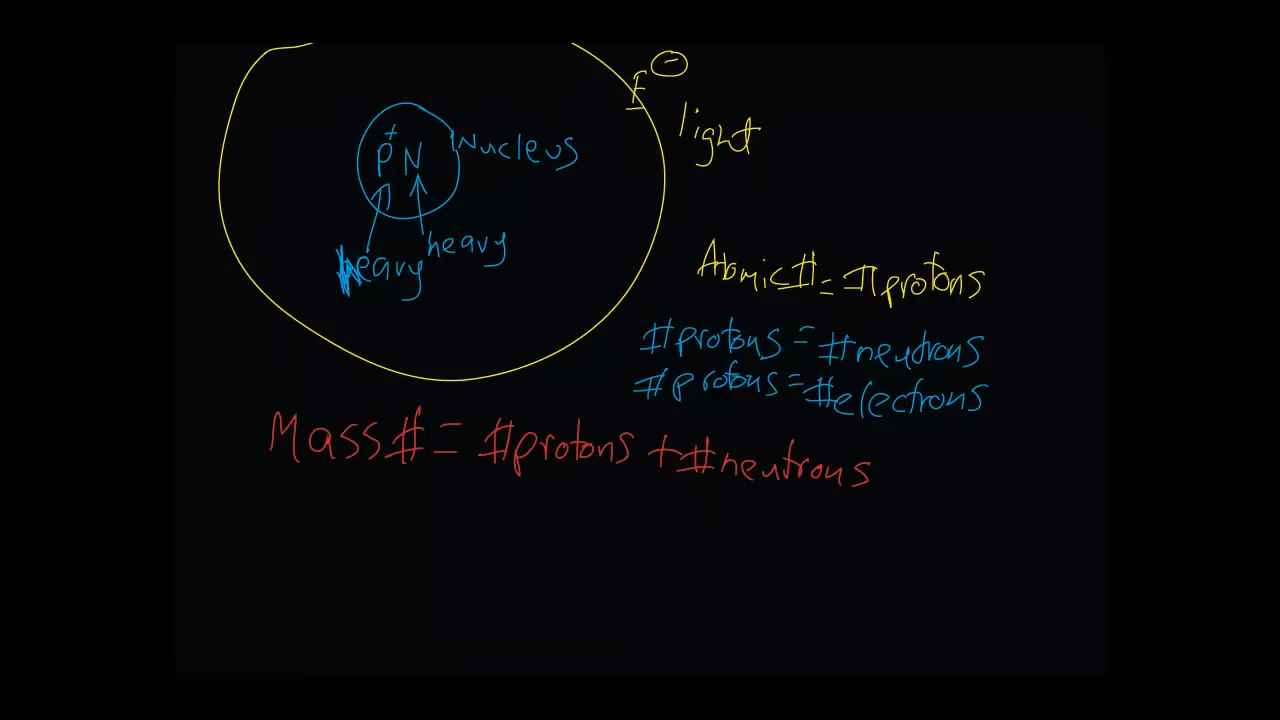 E -
light
P+ N Nucleus
heavy
heavy
Atomic# = #protons
#protons = #neutrons
#protons = #electrons
Mass# = #protons + #neutrons